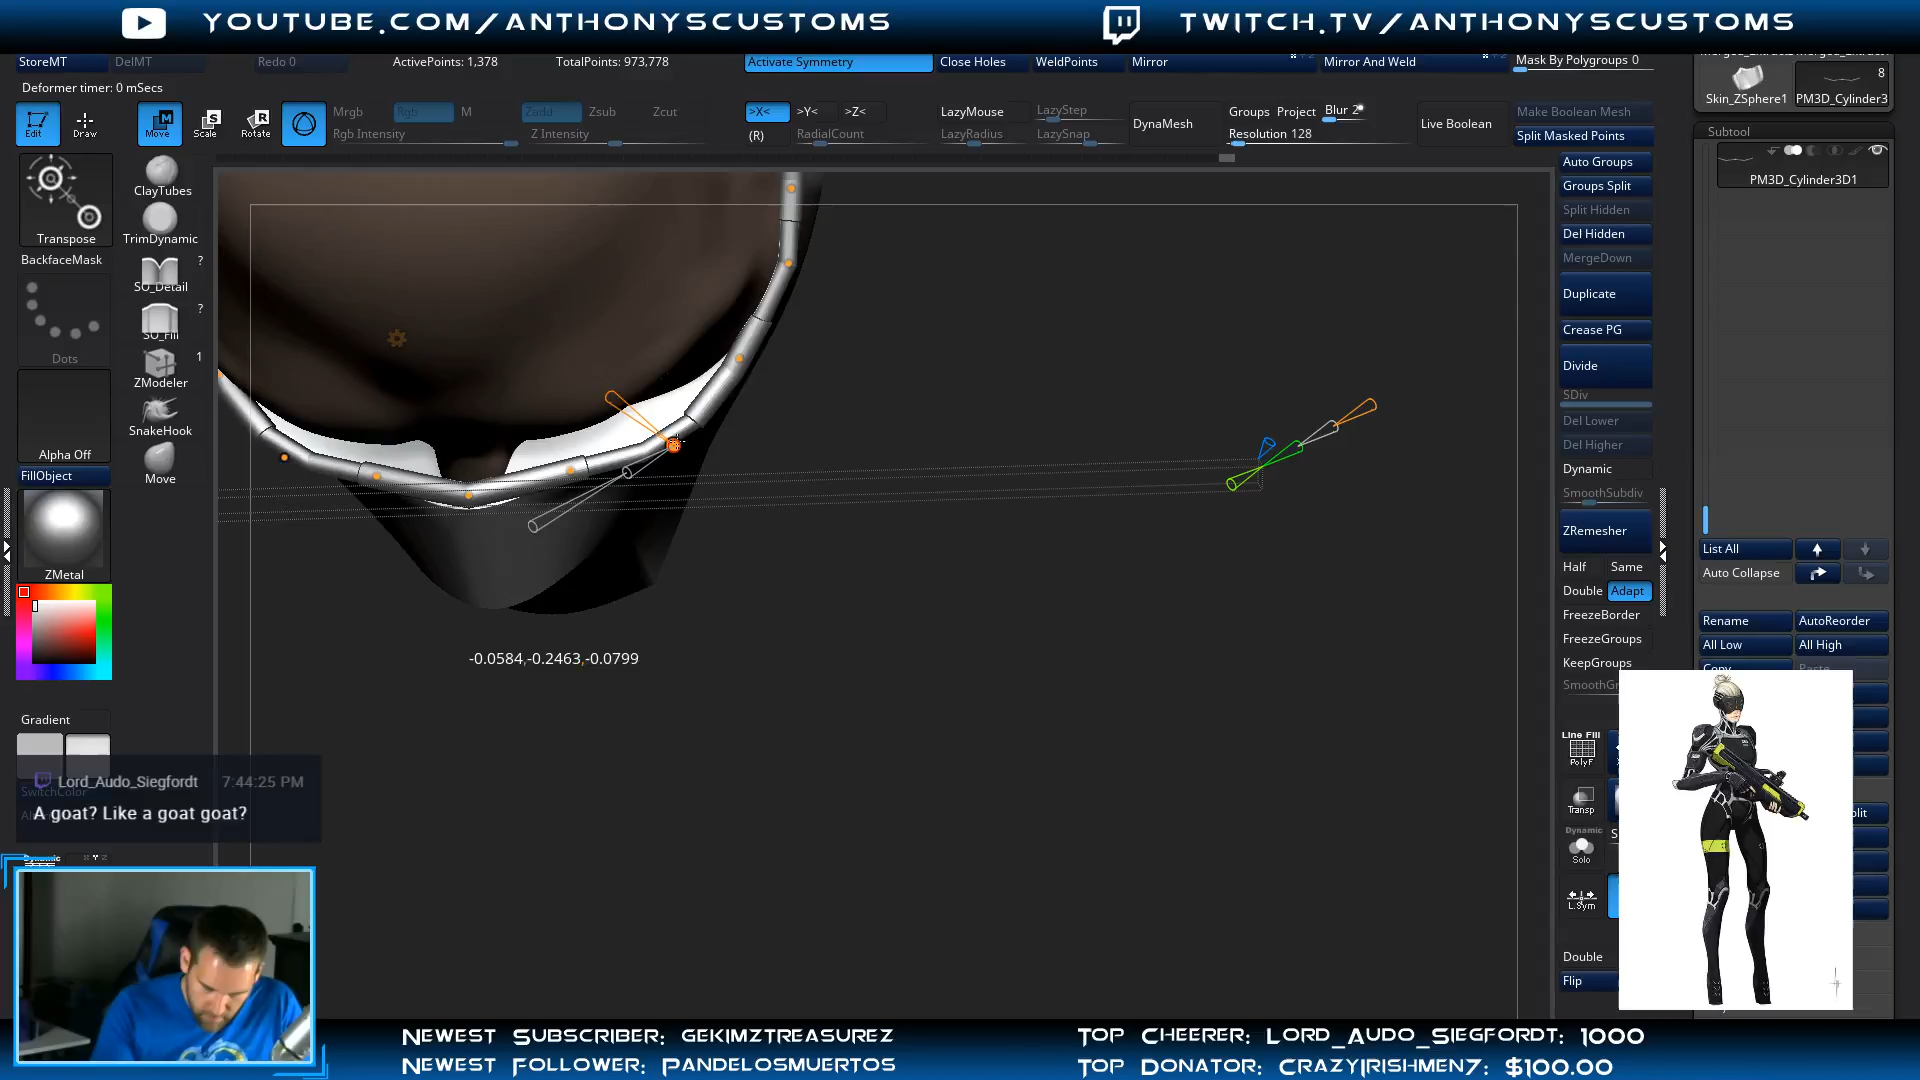 YOUTUBE.COM/ANTHONYSCUSTOMS
TWITCH.TV/ANTHONYSCUSTOMS
StoreMT
DelMT
Redo 0
ActivePoints: 1,378
TotalPoints: 973,778
Activate Symmetry
Close Holes
WeldPoints
Mirror
Mirror And Weld
Mask By Polygroups 0
Deformer timer: 0 mSecs
Skin_ZSphere1
8
PM3D_Cylinder3
Edit
Draw
Move
Scale
Rotate
Mrgb
Rgb
M
Zadd
Zsub
Zcut
Rgb Intensity
Z Intensity
>X<
>Y<
>Z<
(R)
RadialCount
LazyMouse
LazyStep
LazyRadius
LazySnap
DynaMesh
Groups
Project
Blur 2
Resolution 128
Live Boolean
Make Boolean Mesh
Split Masked Points
Subtool
PM3D_Cylinder3D1
Transpose
BackfaceMask
Dots
Alpha Off
FillObject
ZMetal
Gradient
SwitchColor
ClayTubes
TrimDynamic
?
SO_Detail
?
SO_Fill
1
ZModeler
SnakeHook
Move
Auto Groups
Groups Split
Split Hidden
Del Hidden
MergeDown
Duplicate
Crease PG
Divide
SDiv
Del Lower
Del Higher
Dynamic
SmoothSubdiv
ZRemesher
Half
Same
Double
Adapt
FreezeBorder
FreezeGroups
KeepGroups
Line Fill
PolyF
Transp
Dynamic
Solo
L.Sym
Double
Flip
List All
Auto Collapse
Rename
AutoReorder
All Low
All High
Copy
Paste
-0.0584,-0.2463,-0.0799
Lord_Audo_Siegfordt
7:44:25 PM
A goat? Like a goat goat?
Dynamic
Newest Subscriber: gekimztreasurez
Newest Follower: Pandelosmuertos
Top Cheerer: Lord_Audo_Siegfordt: 1000
Top Donator: CrazyIrishmen7: $100.00